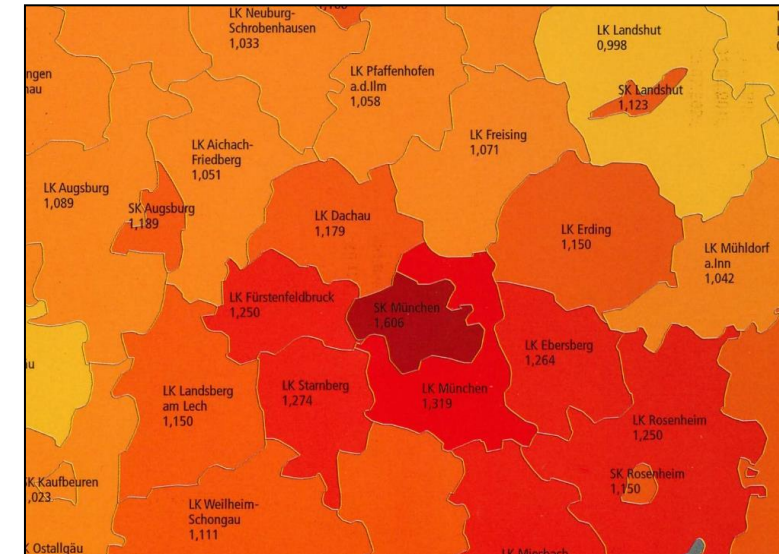 LK Neuburg-
Schrobenhausen
1,033
LK Landshut
0,998
LK Pfaffenhofen
a.d.Ilm
1,058
SK Landshut
1,123
LK Freising
1,071
LK Aichach-
Friedberg
1,051
LK Augsburg
1,089
SK Augsburg
1,189
LK Dachau
1,179
LK Erding
1,150
LK Mühldorf
a.Inn
1,042
LK Fürstenfeldbruck
1,250
SK München
1,606
LK Ebersberg
1,264
LK Starnberg
1,274
LK München
1,319
LK Landsberg
am Lech
1,150
LK Rosenheim
1,250
SK Rosenheim
1,150
SK Kaufbeuren
,023
LK Weilheim-
Schongau
1,111
Ostallgäu